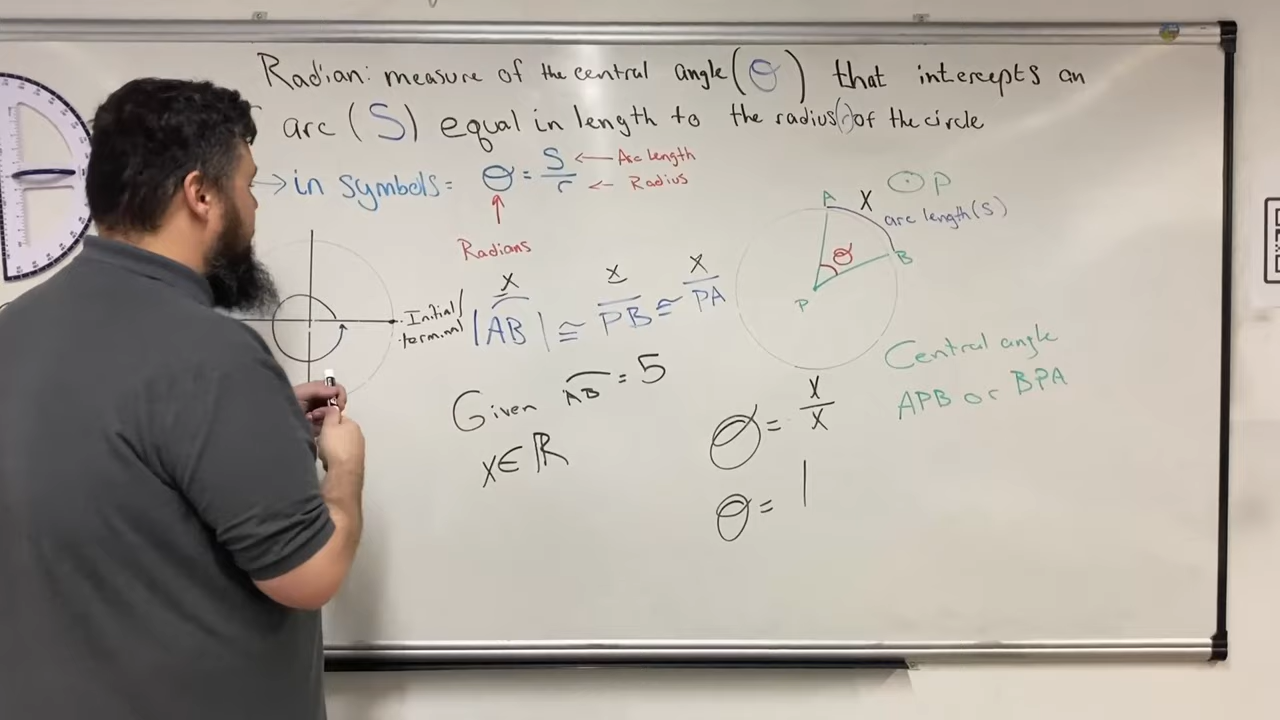 Radian: measure of the central angle (θ) that intercepts an
arc (S) equal in length to the radius (r) of the circle
→ in symbols = θ = S/r ← Arc length
← Radius
Radians
A X B P
arc length (S)
θ
P
Initial/
terminal
X X X
|AB| ≅ PB ≅ PA
Given AB = 5
X ∈ ℝ
θ = X/X
θ = 1
Central angle
APB or BPA